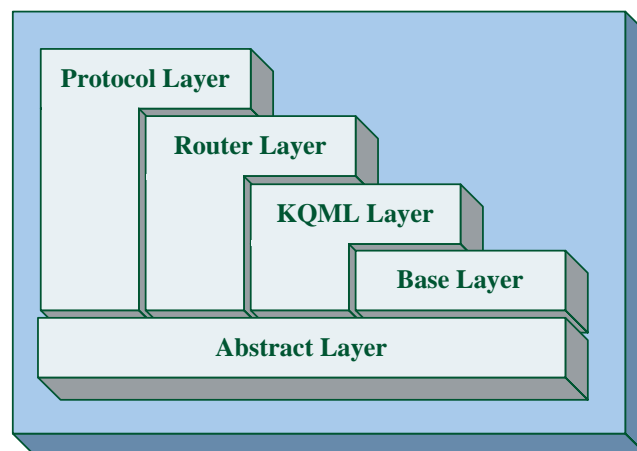 Protocol Layer
Router Layer
KQML Layer
Base Layer
Abstract Layer